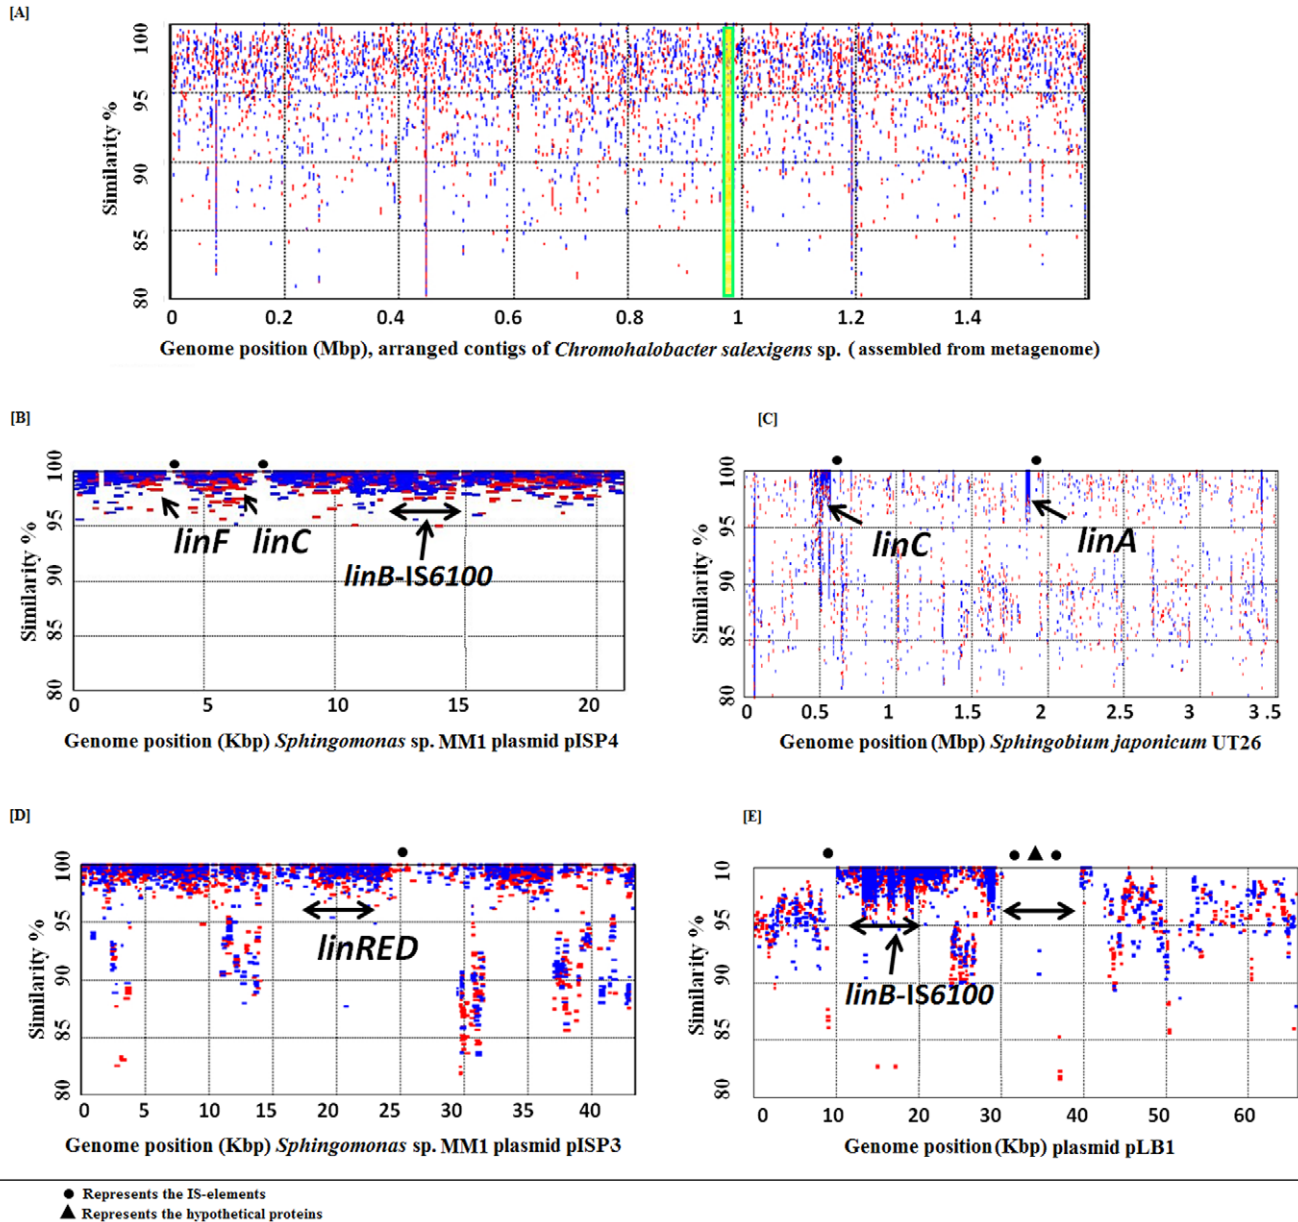 [A]
100
95
90
85
80
Similarity %
0 0.2 0.4 0.6 0.8 1 1.2 1.4
Genome position (Mbp), arranged contigs of Chromohalobacter salexigens sp. ( assembled from metagenome)
[B]
100
95
90
85
80
Similarity %
linF linC
linB-IS6100
0 5 10 15 20
Genome position (Kbp) Sphingomonas sp. MM1 plasmid pISP4
[C]
100
95
90
85
80
Similarity %
linC linA
0 0.5 1 1.5 2 2.5 3 3.5
Genome position (Mbp) Sphingobium japonicum UT26
[D]
100
95
90
85
80
Similarity %
linRED
0 5 10 15 20 25 30 35 40
Genome position (Kbp) Sphingomonas sp. MM1 plasmid pISP3
[E]
10
95
90
85
80
Similarity %
linB-IS6100
0 10 20 30 40 50 60
Genome position (Kbp) plasmid pLB1
Represents the IS-elements
Represents the hypothetical proteins